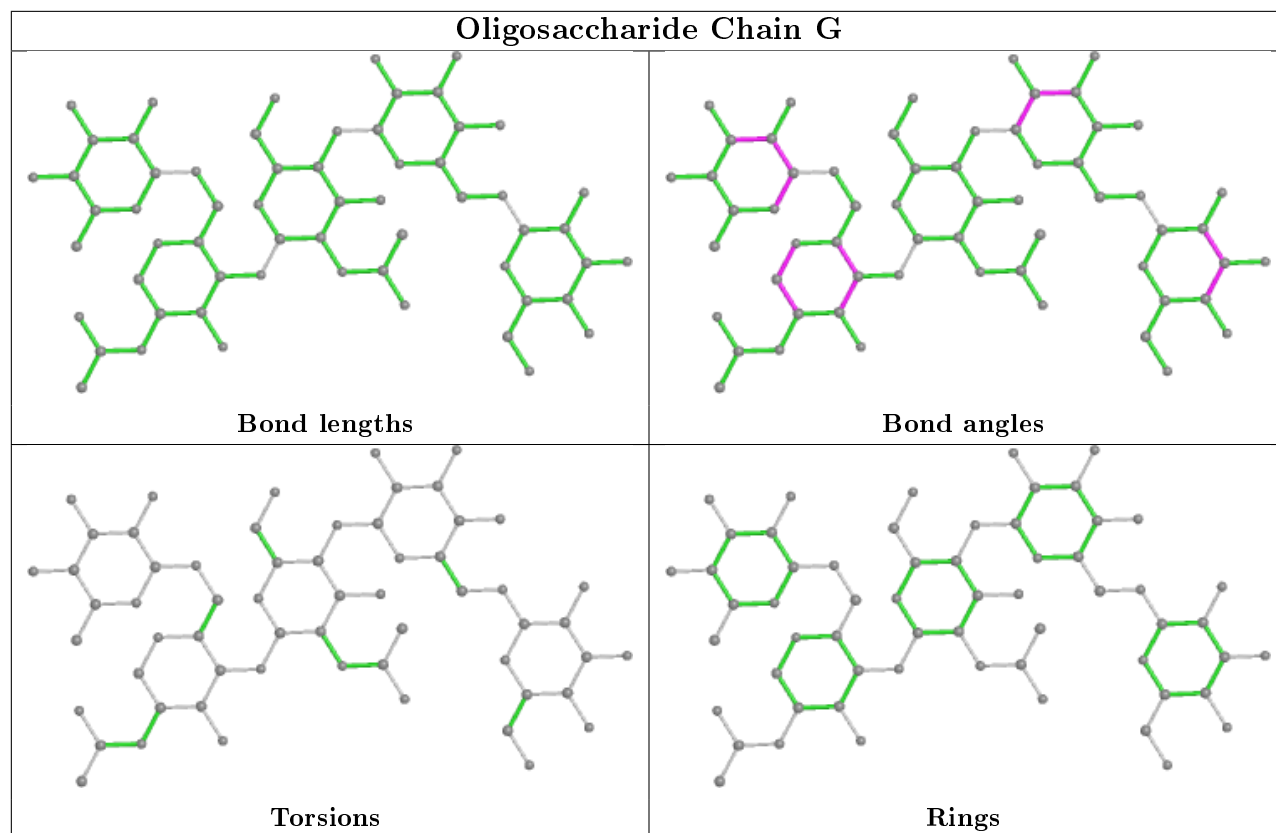 Oligosaccharide Chain G
Bond lengths
Bond angles
Torsions
Rings